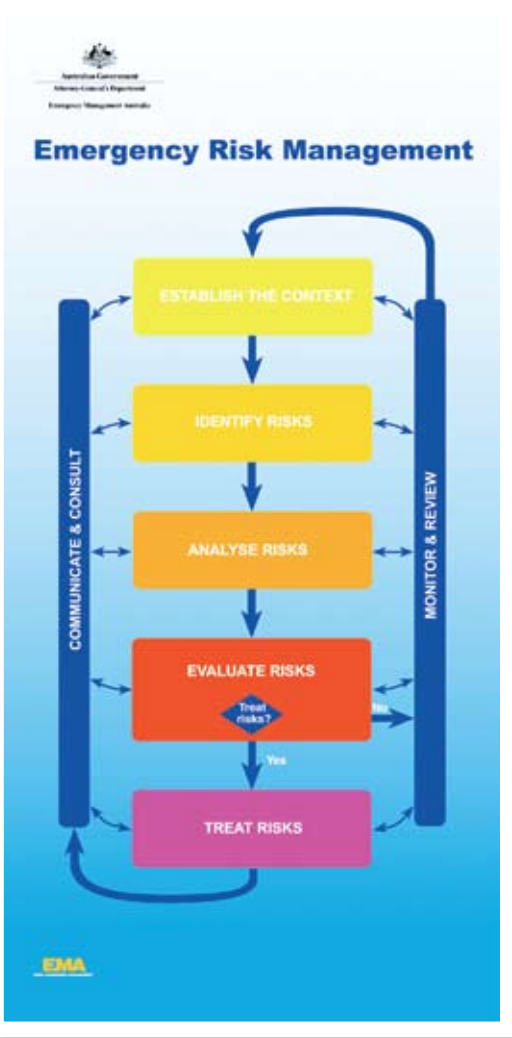 Australian Government
Attorney-General's Department
Emergency Management Australia
Emergency Risk Management
ESTABLISH THE CONTEXT
IDENTIFY RISKS
COMMUNICATE & CONSULT
MONITOR & REVIEW
ANALYSE RISKS
EVALUATE RISKS
Treat
risks?
No
Yes
TREAT RISKS
EMA